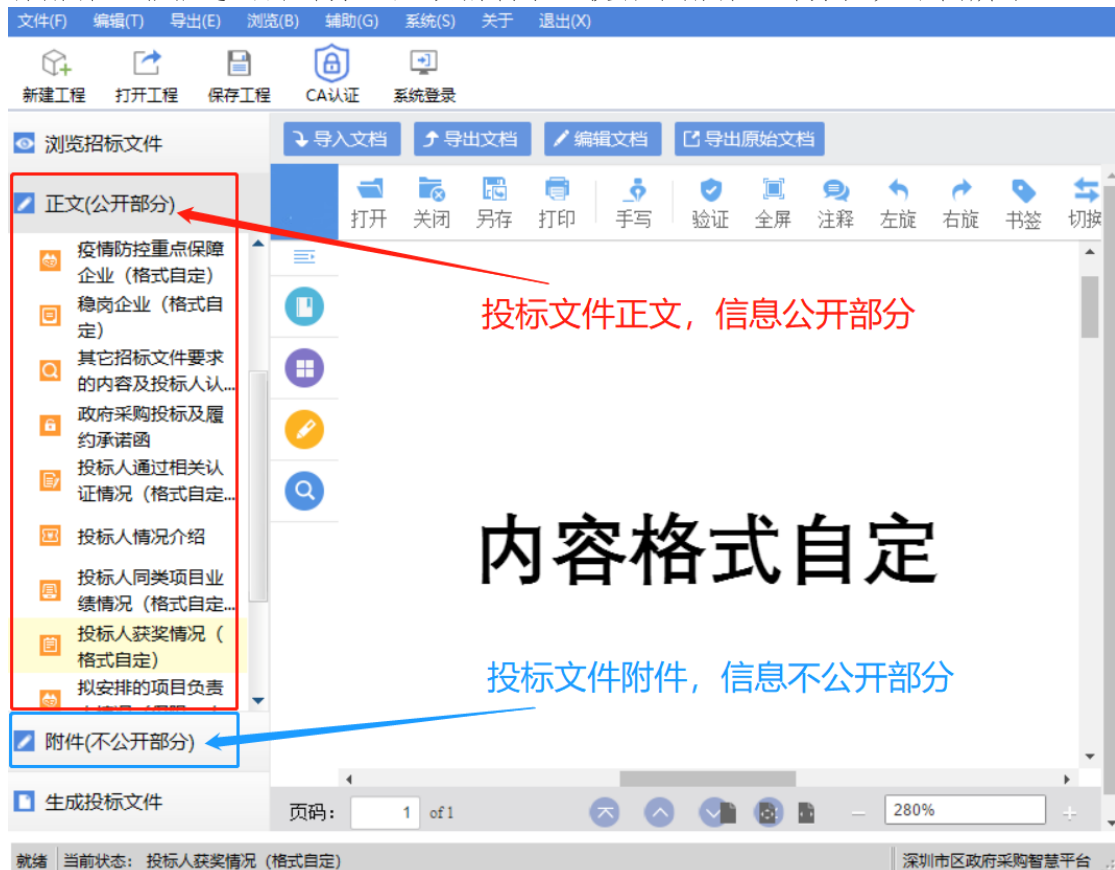 文件(F) 编辑(T) 导出(E) 浏览(B) 辅助(G) 系统(S) 关于 退出(X)
新建工程 打开工程 保存工程 CA认证 系统登录
浏览招标文件
导入文档 导出文档 编辑文档 导出原始文档
正文(公开部分)
打开 关闭 另存 打印 手写 验证 全屏 注释 左旋 右旋 书签 切换
疫情防控重点保障
企业（格式自定）
稳岗企业（格式自
定）
其它招标文件要求
的内容及投标人认...
政府采购投标及履
约承诺函
投标人通过相关认
证情况（格式自定...
投标人情况介绍
投标人同类项目业
绩情况（格式自定...
投标人获奖情况（
格式自定）
拟安排的项目负责
投标文件正文，信息公开部分
内容格式自定
投标文件附件，信息不公开部分
附件(不公开部分)
生成投标文件
页码： 1 of 1 280%
就绪 当前状态： 投标人获奖情况（格式自定） 深圳市区政府采购智慧平台